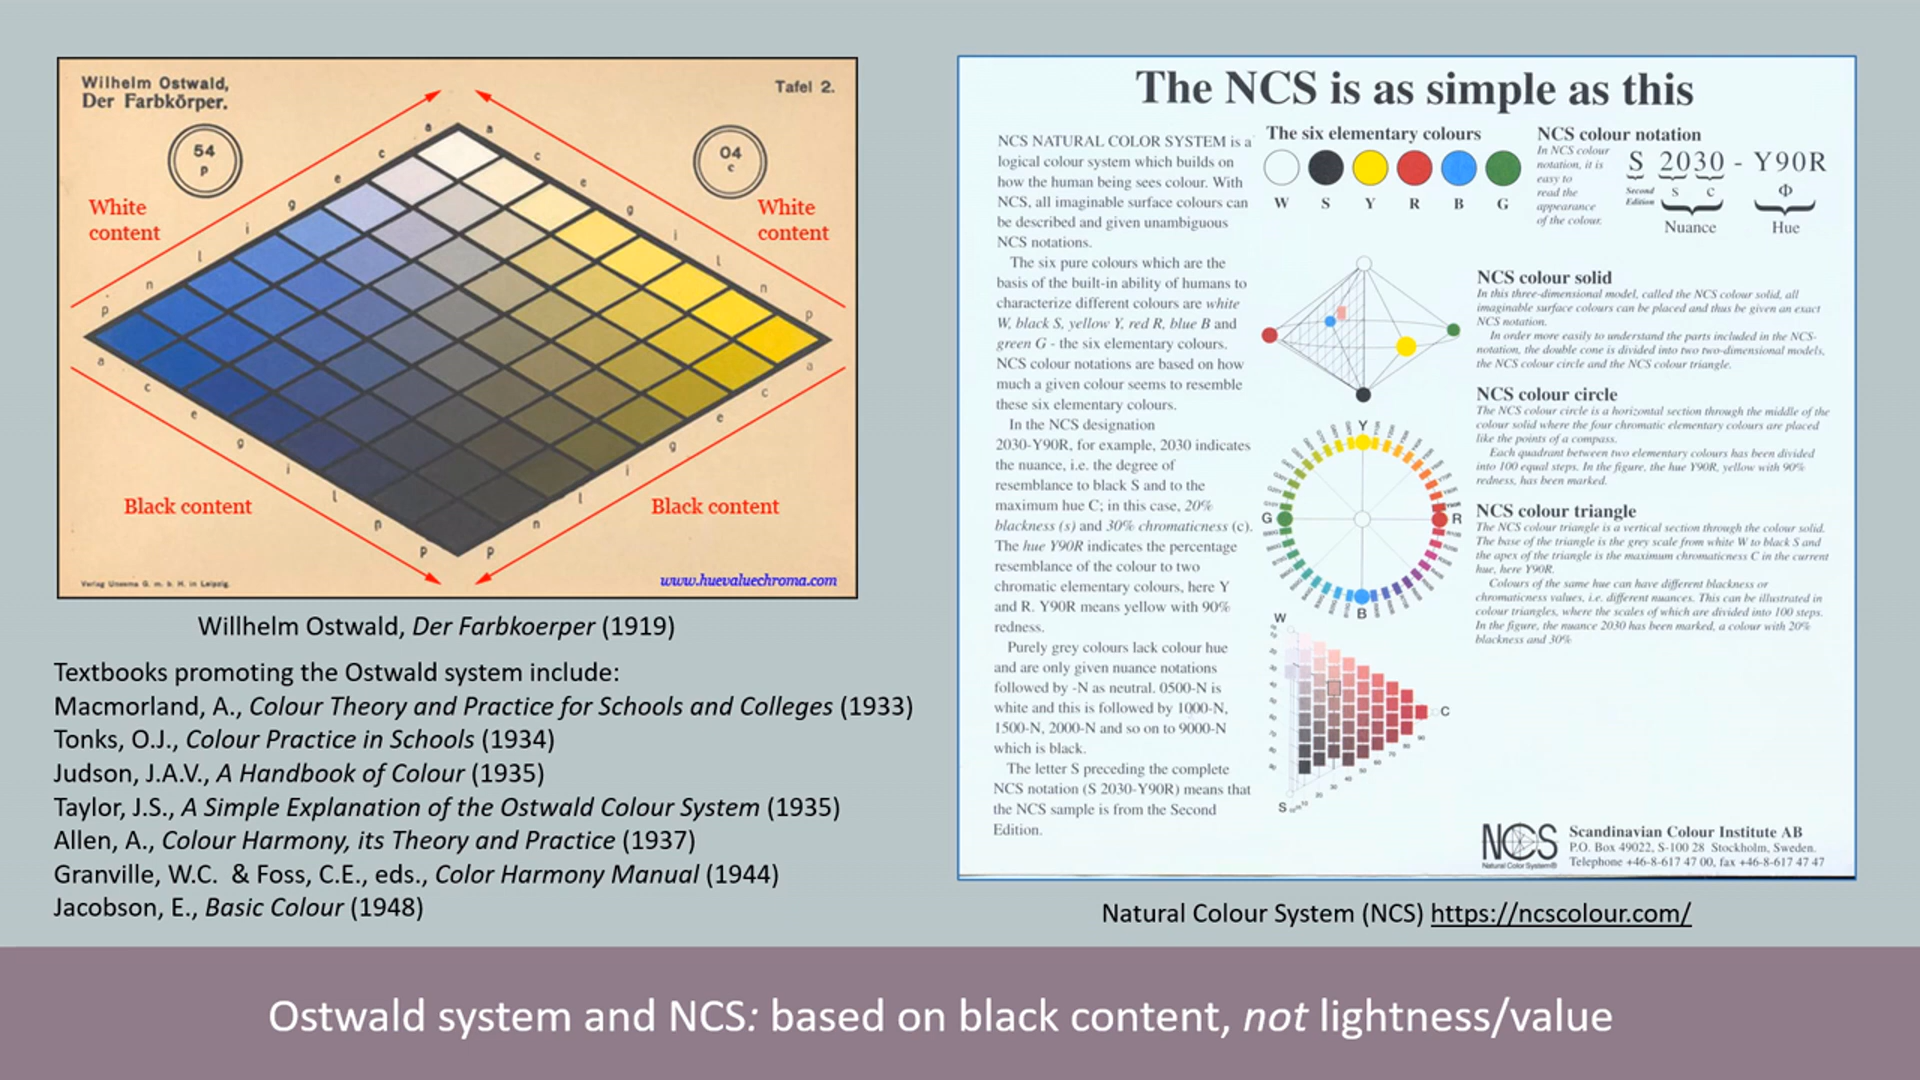 Wilhelm Ostwald,
Der Farbkörper.
Tafel 2.
54
p
04
c
White
content
White
content
a
c
e
g
i
l
n
p
a
c
e
g
i
l
n
p
a
c
e
g
i
l
n
p
a
c
e
g
i
l
n
p
Black content
Black content
Verlag Unesma G. m. b. H. in Leipzig.
www.huevaluechroma.com
Willhelm Ostwald, Der Farbkoerper (1919)
Textbooks promoting the Ostwald system include:
Macmorland, A., Colour Theory and Practice for Schools and Colleges (1933)
Tonks, O.J., Colour Practice in Schools (1934)
Judson, J.A.V., A Handbook of Colour (1935)
Taylor, J.S., A Simple Explanation of the Ostwald Colour System (1935)
Allen, A., Colour Harmony, its Theory and Practice (1937)
Granville, W.C. & Foss, C.E., eds., Color Harmony Manual (1944)
Jacobson, E., Basic Colour (1948)
The NCS is as simple as this
NCS NATURAL COLOR SYSTEM is a
logical colour system which builds on
how the human being sees colour. With
NCS, all imaginable surface colours can
be described and given unambiguous
NCS notations.
The six pure colours which are the
basis of the built-in ability of humans to
characterize different colours are white
W, black S, yellow Y, red R, blue B and
green G - the six elementary colours.
NCS colour notations are based on how
much a given colour seems to resemble
these six elementary colours.
In the NCS designation
2030-Y90R, for example, 2030 indicates
the nuance, i.e. the degree of
resemblance to black S and to the
maximum hue C; in this case, 20%
blackness (s) and 30% chromaticness (c).
The hue Y90R indicates the percentage
resemblance of the colour to two
chromatic elementary colours, here Y
and R. Y90R means yellow with 90%
redness.
Purely grey colours lack colour hue
and are only given nuance notations
followed by -N as neutral. 0500-N is
white and this is followed by 1000-N,
1500-N, 2000-N and so on to 9000-N
which is black.
The letter S preceding the complete
NCS notation (S 2030-Y90R) means that
the NCS sample is from the Second
Edition.
The six elementary colours
W S Y R B G
NCS colour notation
In NCS colour
notation, it is
easy to
read the
appearance
of the colour.
S 2030 - Y90R
Second
Edition
s c Φ
Nuance Hue
NCS colour solid
In this three-dimensional model, called the NCS colour solid, all
imaginable surface colours can be placed and thus be given an exact
NCS notation.
In order more easily to understand the parts included in the NCS-
notation, the double cone is divided into two two-dimensional models,
the NCS colour circle and the NCS colour triangle.
NCS colour circle
The NCS colour circle is a horizontal section through the middle of the
colour solid where the four chromatic elementary colours are placed
like the points of a compass.
Each quadrant between two elementary colours has been divided
into 100 equal steps. In the figure, the hue Y90R, yellow with 90%
redness, has been marked.
Y
G
R
B
NCS colour triangle
The NCS colour triangle is a vertical section through the colour solid.
The base of the triangle is the grey scale from white W to black S and
the apex of the triangle is the maximum chromaticness C in the current
hue, here Y90R.
Colours of the same hue can have different blackness or
chromaticness values, i.e. different nuances. This can be illustrated in
colour triangles, where the scales of which are divided into 100 steps.
In the figure, the nuance 2030 has been marked, a colour with 20%
blackness and 30%
W
C
S
NCS
Natural Color System®
Scandinavian Colour Institute AB
P.O. Box 49022, S-100 28 Stockholm, Sweden.
Telephone +46-8-617 47 00, fax +46-8-617 47 47
Natural Colour System (NCS) https://ncscolour.com/
Ostwald system and NCS: based on black content, not lightness/value